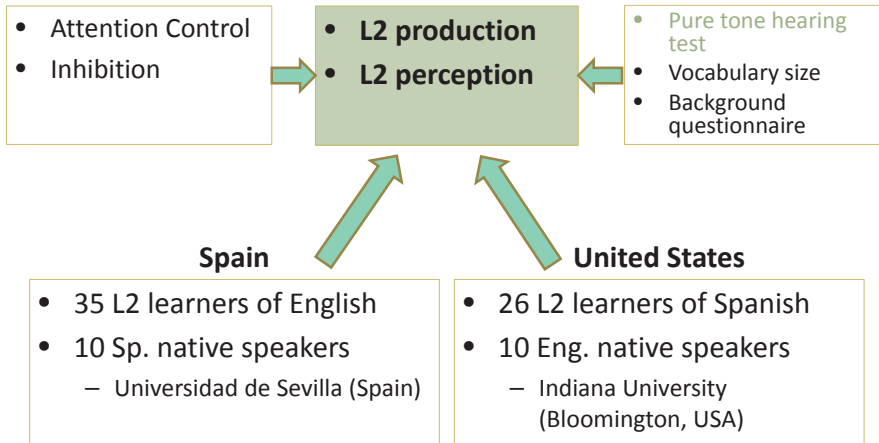 • Attention Control
• Inhibition
• L2 production
• L2 perception
• Pure tone hearing
test
• Vocabulary size
• Background
questionnaire
Spain
• 35 L2 learners of English
• 10 Sp. native speakers
– Universidad de Sevilla (Spain)
United States
• 26 L2 learners of Spanish
• 10 Eng. native speakers
– Indiana University
(Bloomington, USA)